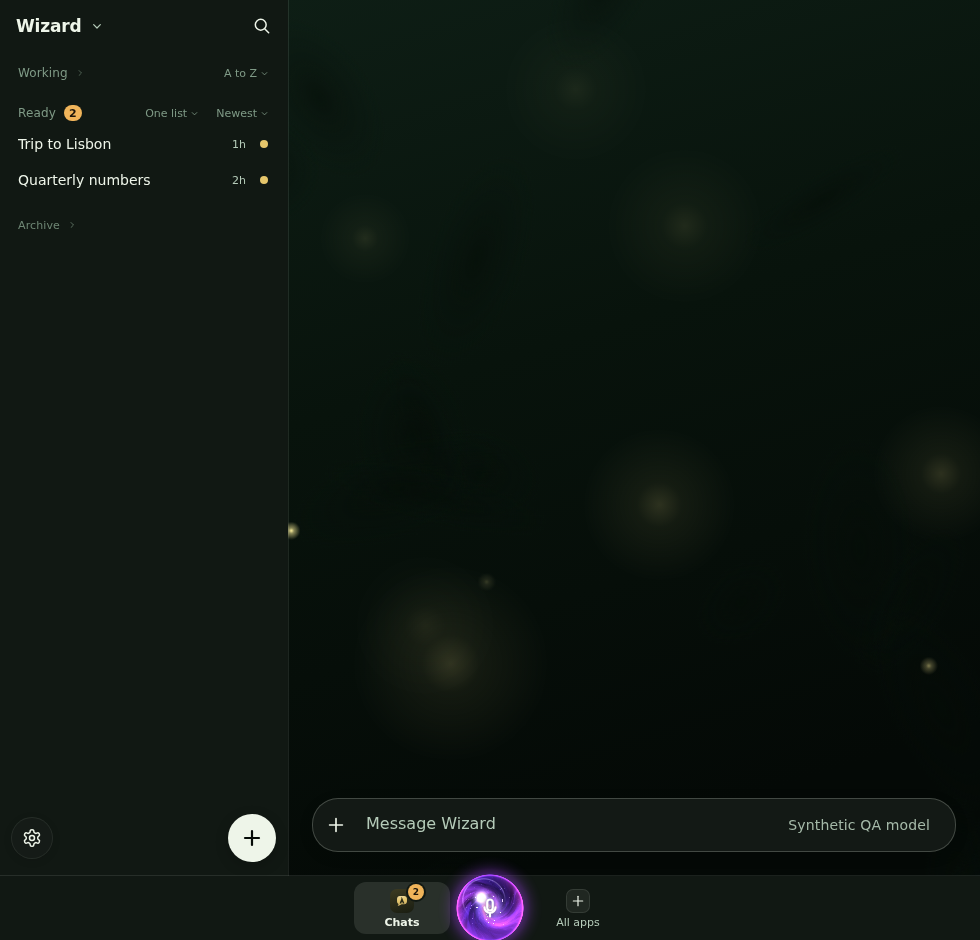 Wizard
Working A to Z
Ready 2 One list Newest
Trip to Lisbon 1h
Quarterly numbers 2h
Archive
Message Wizard Synthetic QA model
2
Chats All apps